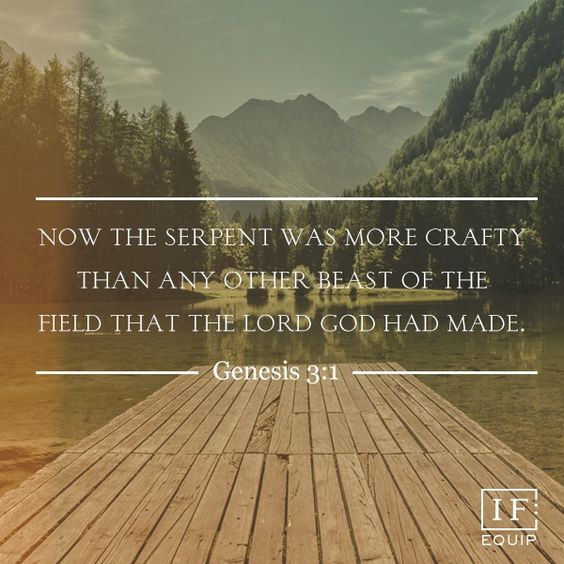 NOW THE SERPENT WAS MORE CRAFTY
THAN ANY OTHER BEAST OF THE
FIELD THAT THE LORD GOD HAD MADE.
Genesis 3:1
IF:
EQUIP